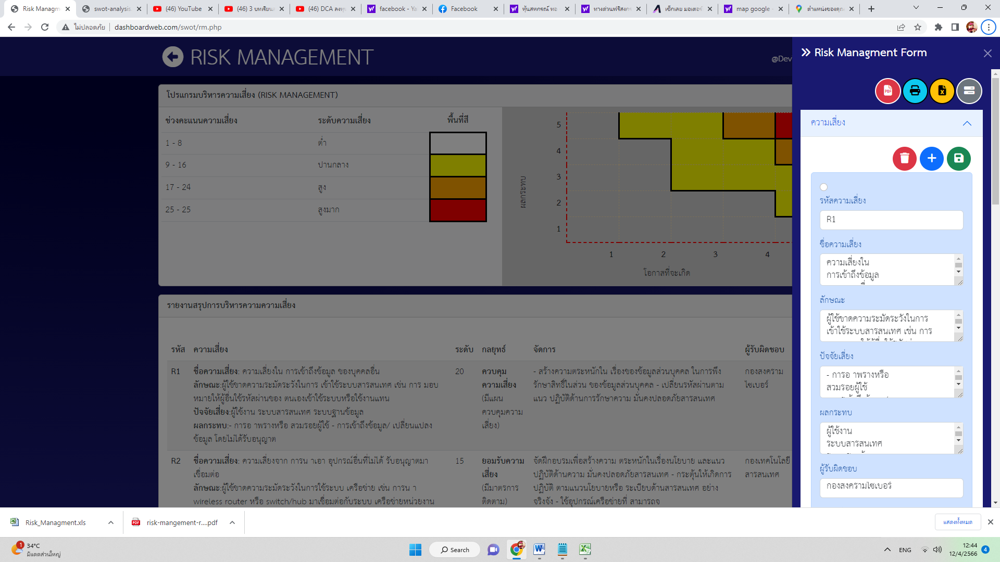 Risk Managm
swot-analysis
(46) YouTube
(46) 3 บทเรียน
(46) DCA ลงทุน
facebook - Ya
Facebook
หุ้นสหกรณ์ ทอ
ทางด่วนฟรีสงกร
เช็กเลย มอเตอร์
map google -
ตำแหน่งของคุณ
ไม่ปลอดภัย
dashboardweb.com/swot/rm.php
RISK MANAGEMENT
@Dev
โปรแกรมบริหารความเสี่ยง (RISK MANAGEMENT)
ช่วงคะแนนความเสี่ยง ระดับความเสี่ยง พื้นที่สี
1 - 8 ต่ำ
9 - 16 ปานกลาง
17 - 24 สูง
25 - 25 สูงมาก
ผลกระทบ
5
4
3
2
1
1 2 3 4
โอกาสที่จะเกิด
รายงานสรุปการบริหารความความเสี่ยง
รหัส ความเสี่ยง ระดับ กลยุทธ์ จัดการ ผู้รับผิดชอบ
R1
ชื่อความเสี่ยง: ความเสี่ยงใน การเข้าถึงข้อมูล ของบุคคลอื่น
ลักษณะ:ผู้ใช้ขาดความระมัดระวังในการ เข้าใช้ระบบสารสนเทศ เช่น การ มอบ
หมายให้ผู้อื่นใช้รหัสผ่านของ ตนเองเข้าใช้ระบบหรือใช้งานแทน
ปัจจัยเสี่ยง:ผู้ใช้งาน ระบบสารสนเทศ ระบบฐานข้อมูล
ผลกระทบ:- การอ าพรางหรือ สวมรอยผู้ใช้ - การเข้าถึงข้อมูล/ เปลี่ยนแปลง
ข้อมูล โดยไม่ได้รับอนุญาต
20
ควบคุม
ความเสี่ยง
(มีแผน
ควบคุมความ
เสี่ยง)
- สร้างความตระหนักใน เรื่องของข้อมูลส่วนบุคคล ในการพึง
รักษาสิทธิ์ในส่วน ของข้อมูลส่วนบุคคล - เปลี่ยนรหัสผ่านตาม
แนว ปฏิบัติด้านการรักษาความ มั่นคงปลอดภัยสารสนเทศ
กองสงคราม
ไซเบอร์
R2
ชื่อความเสี่ยง: ความเสี่ยงจาก การน าเอา อุปกรณ์อื่นที่ไม่ได้ รับอนุญาตมา
เชื่อมต่อ
ลักษณะ:ผู้ใช้ขาดความระมัดระวังในการใช้ระบบ เครือข่าย เช่น การน า
wireless router หรือ switch/hub มาเชื่อมต่อกับระบบ เครือข่ายหน่วยงาน
15
ยอมรับความ
เสี่ยง
(มีมาตรการ
ติดตาม)
จัดฝึกอบรมเพื่อสร้างความ ตระหนักในเรื่องนโยบาย และแนว
ปฏิบัติด้านความ มั่นคงปลอดภัยสารสนเทศ - กระตุ้นให้เกิดการ
ปฏิบัติ ตามแนวนโยบายหรือ ระเบียบด้านสารสนเทศ อย่าง
จริงจัง - ใช้อุปกรณ์เครือข่ายที่ สามารถจ
กองเทคโนโลยี
สารสนเทศ
Risk Managment Form
PDF
ความเสี่ยง
รหัสความเสี่ยง
R1
ชื่อความเสี่ยง
ความเสี่ยงใน
การเข้าถึงข้อมูล
ลักษณะ
ผู้ใช้ขาดความระมัดระวังในการ
เข้าใช้ระบบสารสนเทศ เช่น การ
ปัจจัยเสี่ยง
- การอ าพรางหรือ
สวมรอยผู้ใช้
ผลกระทบ
ผู้ใช้งาน
ระบบสารสนเทศ
ผู้รับผิดชอบ
กองสงครามไซเบอร์
Risk_Managment.xls
risk-mangement-r....pdf
แสดงทั้งหมด
1
34°C
มีแดดส่วนใหญ่
Search
ENG
12:44
12/4/2566
4